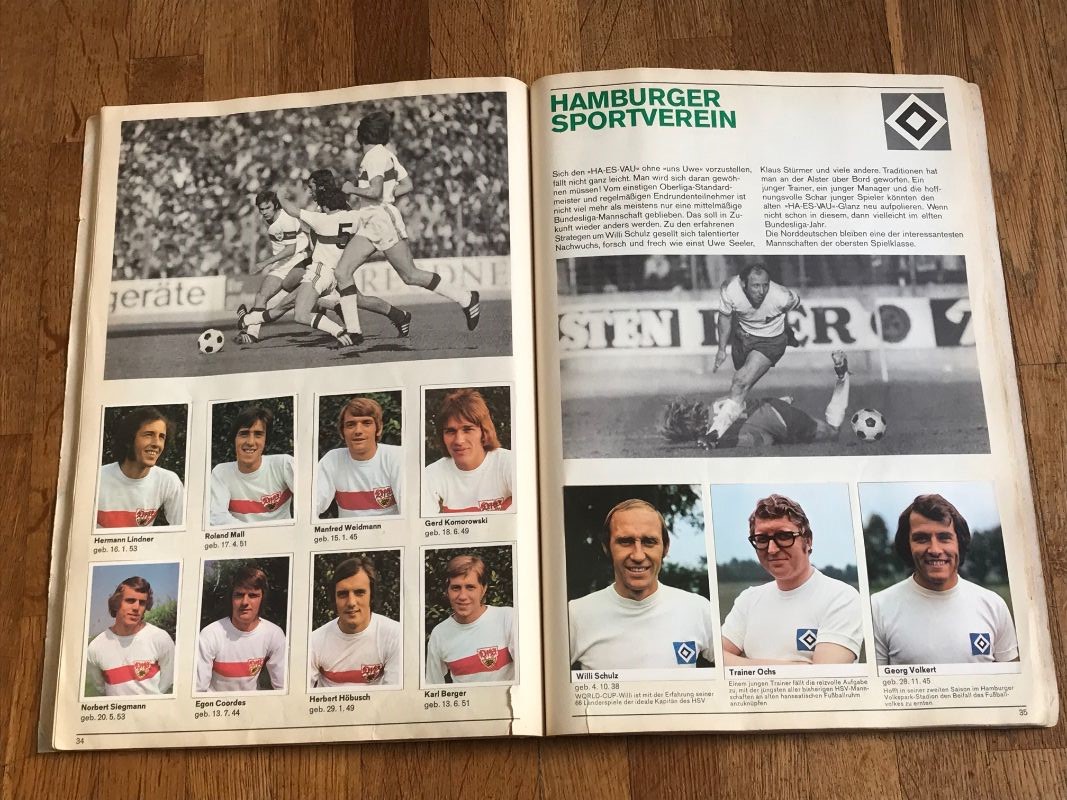 geräte
5
Hermann Lindner
geb. 16. 1. 53
Roland Mall
geb. 17. 4. 51
Manfred Weidmann
geb. 15. 1. 45
Gerd Komorowski
geb. 18. 6. 49
Norbert Siegmann
geb. 20. 5. 53
Egon Coordes
geb. 13. 7. 44
Herbert Höbusch
geb. 29. 1. 49
Karl Berger
geb. 13. 6. 51
34
HAMBURGER
SPORTVEREIN
Sich den »HA-ES-VAU« ohne »uns Uwe« vorzustellen,
fällt nicht ganz leicht. Man wird sich daran gewöh-
nen müssen! Vom einstigen Oberliga-Standard-
meister und regelmäßigen Endrundenteilnehmer ist
nicht viel mehr als meistens nur eine mittelmäßige
Bundesliga-Mannschaft geblieben. Das soll in Zu-
kunft wieder anders werden. Zu den erfahrenen
Strategen um Willi Schulz gesellt sich talentierter
Nachwuchs, forsch und frech wie einst Uwe Seeler,
Klaus Stürmer und viele andere. Traditionen hat
man an der Alster über Bord geworfen. Ein
junger Trainer, ein junger Manager und die hoff-
nungsvolle Schar junger Spieler könnten den
alten »HA-ES-VAU«-Glanz neu aufpolieren. Wenn
nicht schon in diesem, dann vielleicht im elften
Bundesliga-Jahr.
Die Norddeutschen bleiben eine der interessantesten
Mannschaften der obersten Spielklasse.
STEN
Willi Schulz
geb. 4. 10. 38
WORLD-CUP-Willi ist mit der Erfahrung seiner
66 Länderspiele der ideale Kapitän des HSV
Trainer Ochs
Einem jungen Trainer fällt die reizvolle Aufgabe
zu, mit der jüngsten aller bisherigen HSV-Mann-
schaften an alten hanseatischen Fußballruhm
anzuknüpfen
Georg Volkert
geb. 28. 11. 45
Hofft in seiner zweiten Saison im Hamburger
Volkspark-Stadion den Beifall des Fußball-
volkes zu ernten.
35